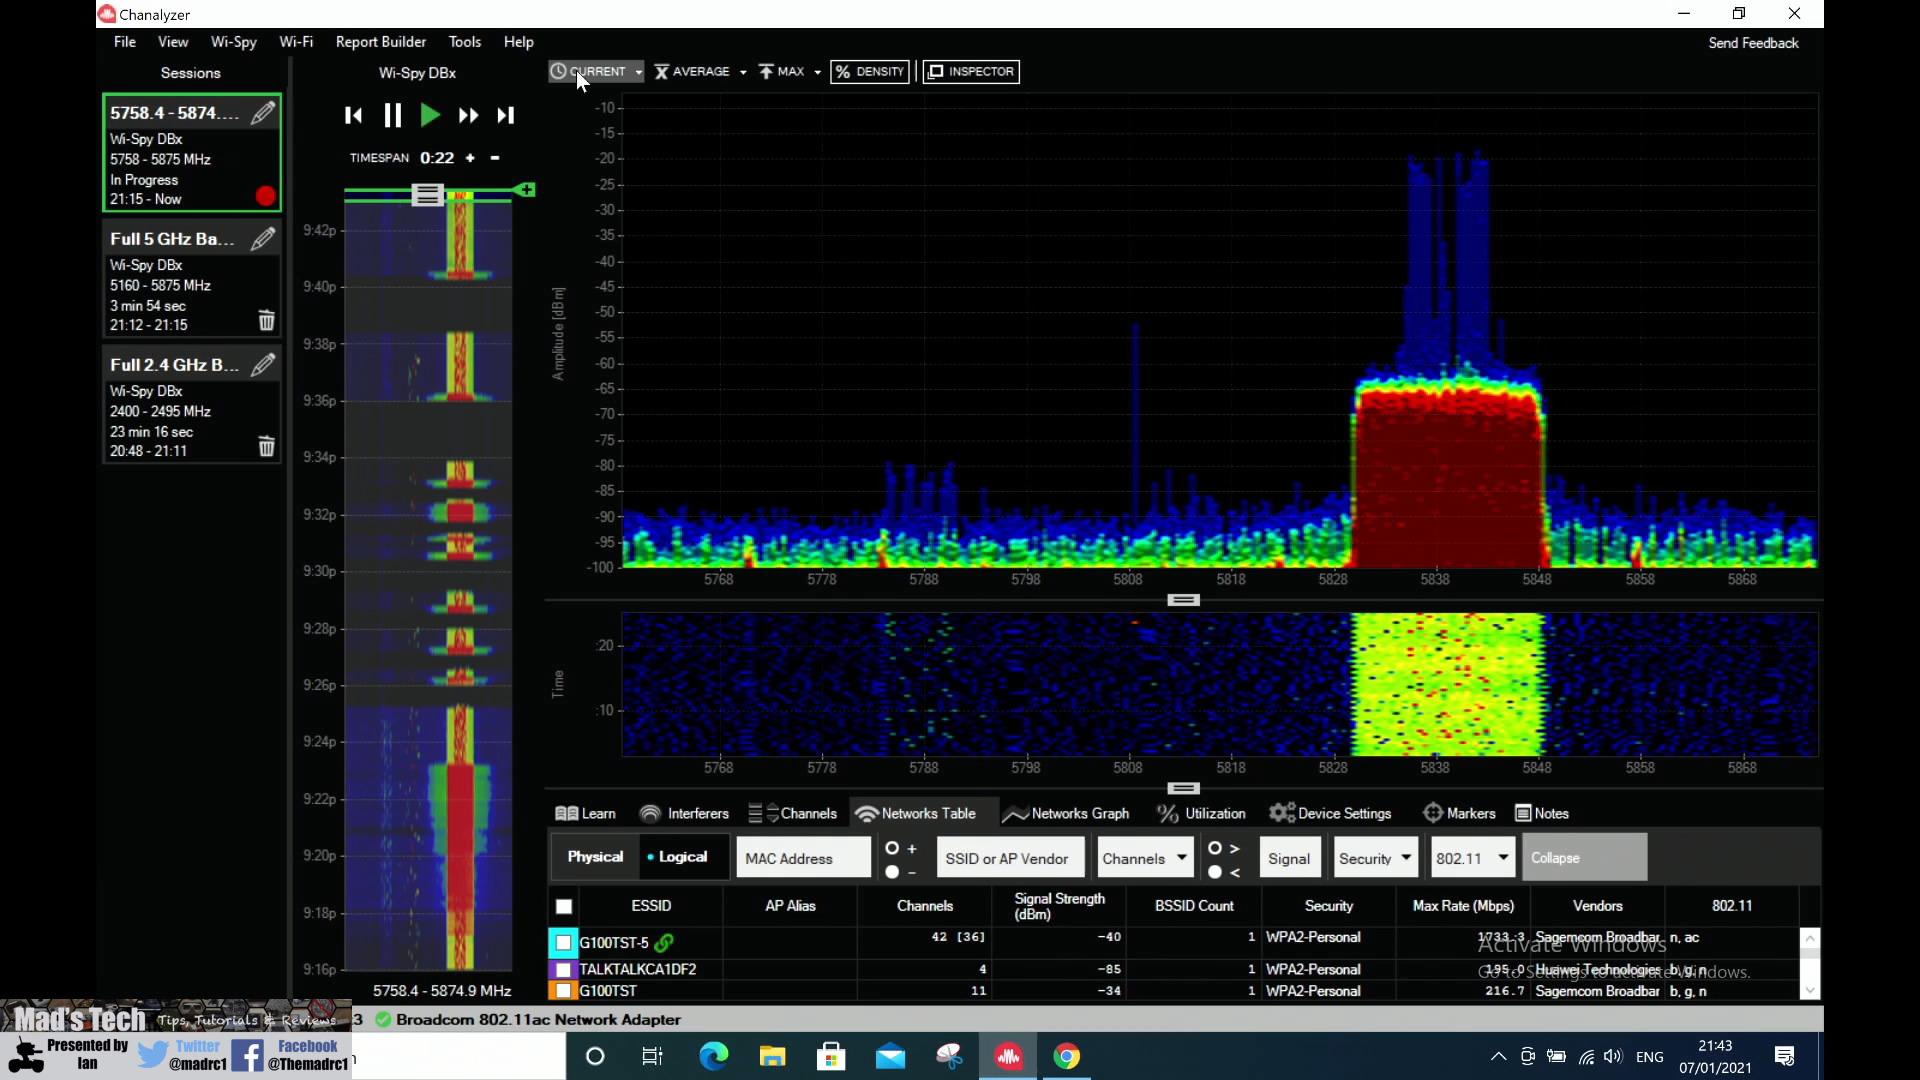 Chanalyzer
File View Wi-Spy Wi-Fi Report Builder Tools Help
Send Feedback
Sessions
5758.4 - 5874....
Wi-Spy DBx
5758 - 5875 MHz
In Progress
21:15 - Now
Full 5 GHz Ba...
Wi-Spy DBx
5160 - 5875 MHz
3 min 54 sec
21:12 - 21:15
Full 2.4 GHz B...
Wi-Spy DBx
2400 - 2495 MHz
23 min 16 sec
20:48 - 21:11
Wi-Spy DBx
TIMESPAN 0:22 + -
9:42p
9:40p
9:38p
9:36p
9:34p
9:32p
9:30p
9:28p
9:26p
9:24p
9:22p
9:20p
9:18p
9:16p
5758.4 - 5874.9 MHz
CURRENT AVERAGE MAX % DENSITY INSPECTOR
Amplitude [dBm]
-10
-15
-20
-25
-30
-35
-40
-45
-50
-55
-60
-65
-70
-75
-80
-85
-90
-95
-100
5768 5778 5788 5798 5808 5818 5828 5838 5848 5858 5868
Time
:20
:10
5768 5778 5788 5798 5808 5818 5828 5838 5848 5858 5868
Learn Interferers Channels Networks Table Networks Graph Utilization Device Settings Markers Notes
Physical Logical MAC Address + - SSID or AP Vendor Channels > < Signal Security 802.11 Collapse
ESSID AP Alias Channels Signal Strength (dBm) BSSID Count Security Max Rate (Mbps) Vendors 802.11
G100TST-5 42 [36] -40 1 WPA2-Personal 1733.3 Sagemcom Broadbar n, ac
TALKTALKCA1DF2 4 -85 1 WPA2-Personal 195.0 Huawei Technologies b, g, n
G100TST 11 -34 1 WPA2-Personal 216.7 Sagemcom Broadbar b, g, n
Activate Windows
Go to Settings to activate Windows.
Broadcom 802.11ac Network Adapter
Mad's Tech Tips, Tutorials & Reviews
Presented by Ian
Twitter @madrc1
Facebook @Themadrc1
ENG
21:43
07/01/2021